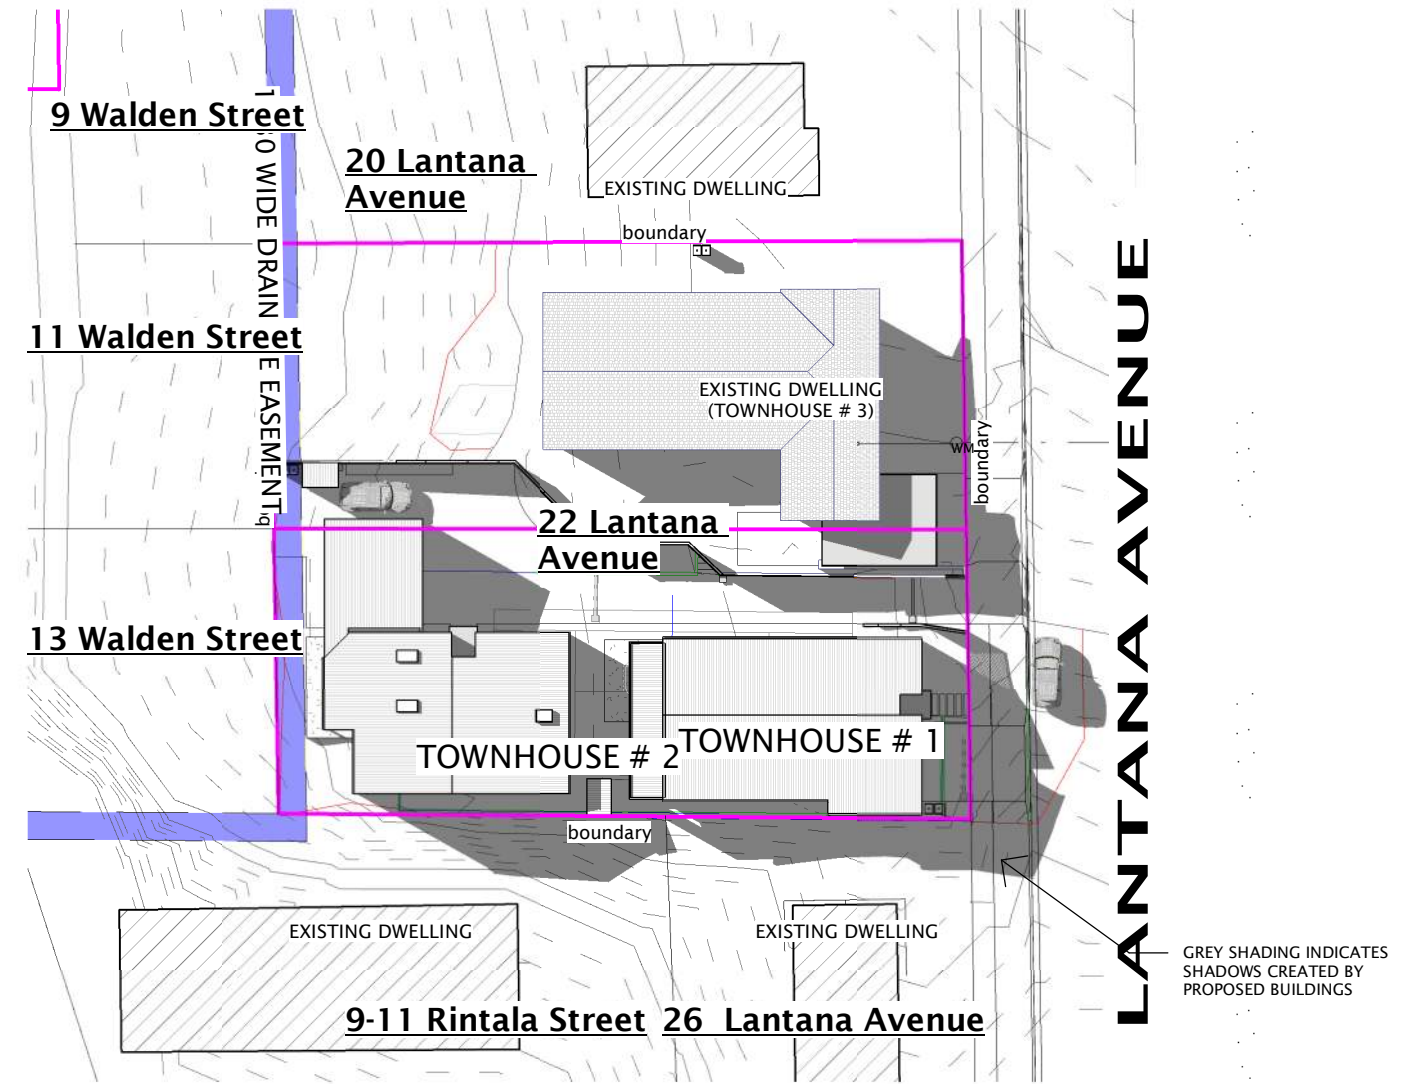 9 Walden Street
20 Lantana
Avenue
EXISTING DWELLING
boundary
WIDE DRAIN
E EASEMENT
11 Walden Street
EXISTING DWELLING
(TOWNHOUSE # 3)
WM
boundary
LANTANA AVENUE
22 Lantana
Avenue
13 Walden Street
TOWNHOUSE # 2
TOWNHOUSE # 1
boundary
EXISTING DWELLING
EXISTING DWELLING
9-11 Rintala Street
26 Lantana Avenue
GREY SHADING INDICATES
SHADOWS CREATED BY
PROPOSED BUILDINGS